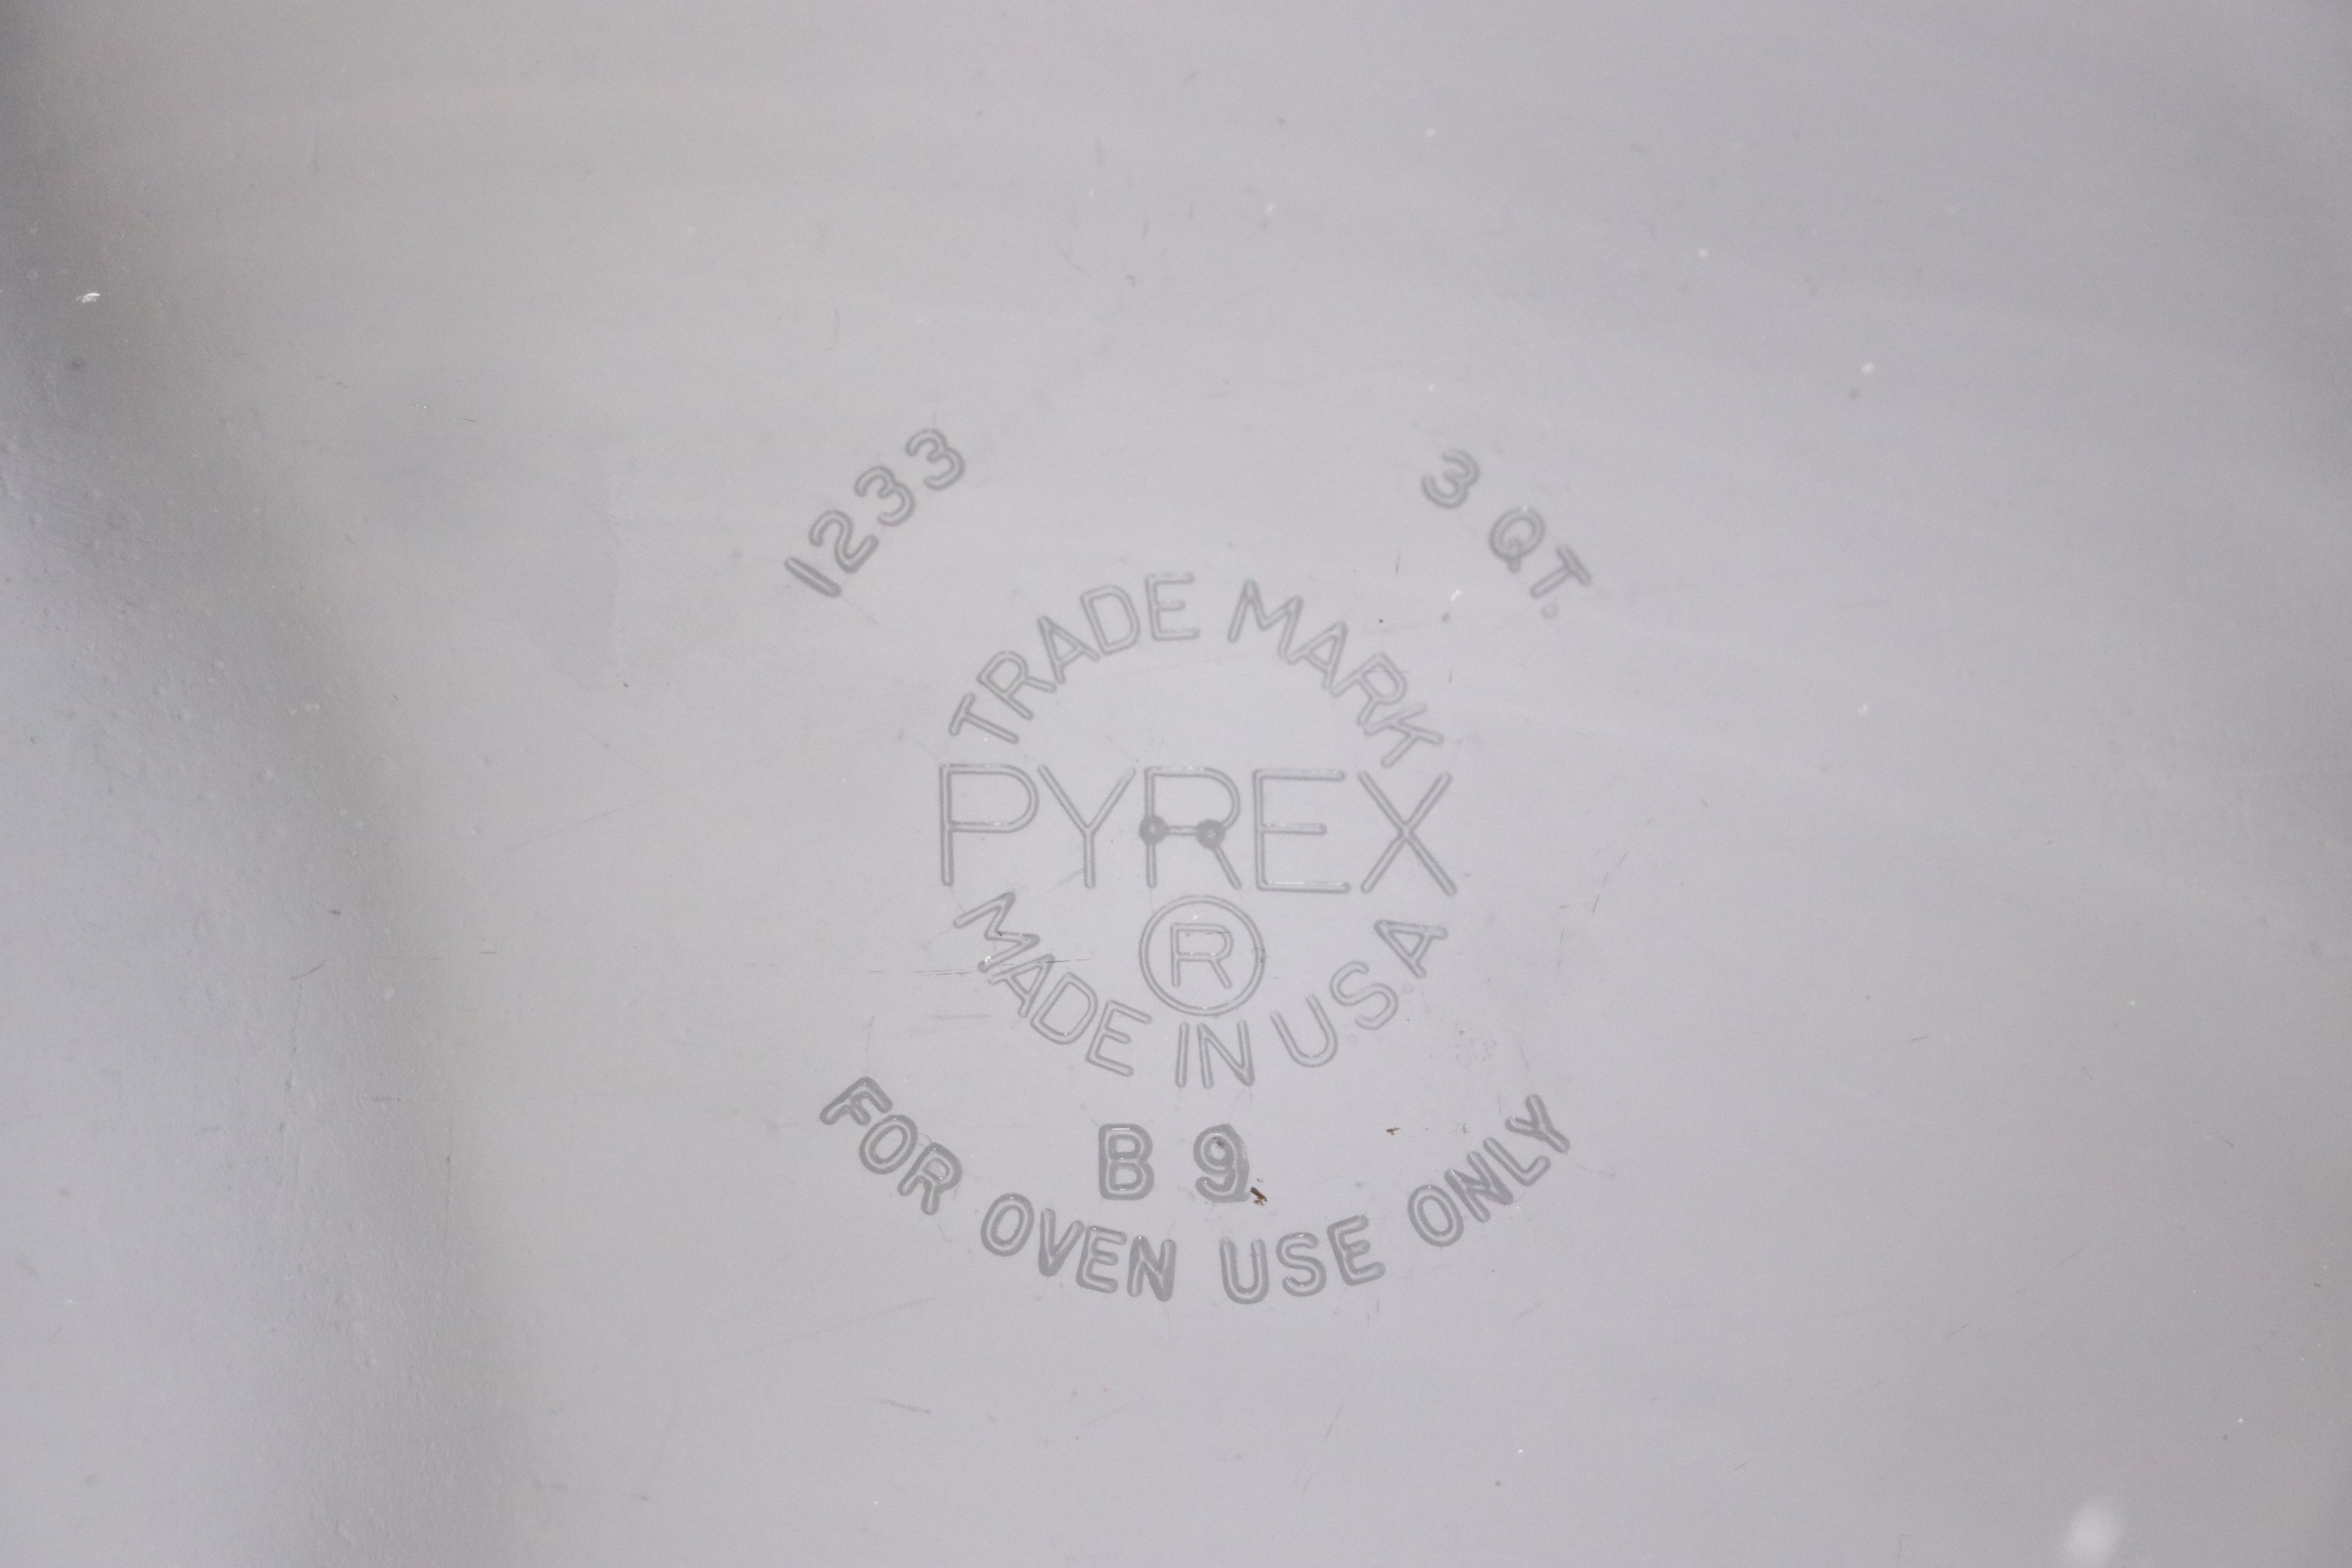 1233
3 QT.
TRADE MARK
PYREX
®
MADE IN USA
B 9
FOR OVEN USE ONLY